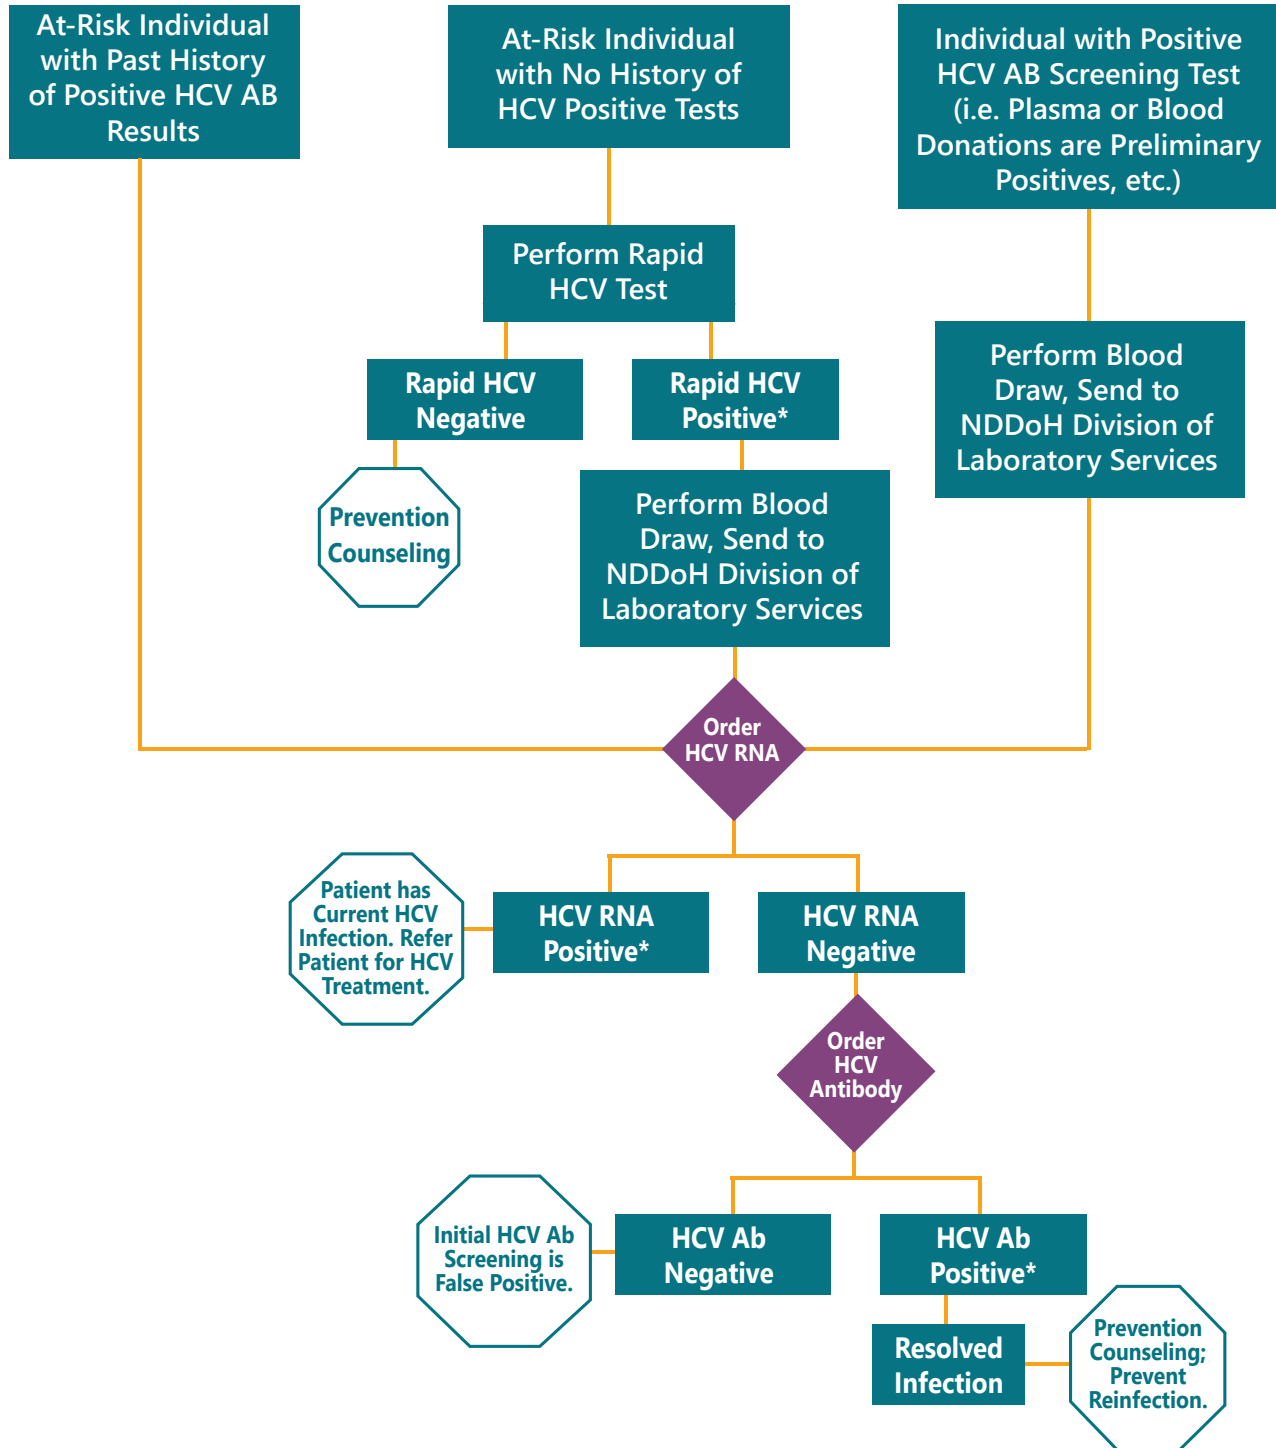 At-Risk Individual
with Past History
of Positive HCV AB
Results
At-Risk Individual
with No History of
HCV Positive Tests
Individual with Positive
HCV AB Screening Test
(i.e. Plasma or Blood
Donations are Preliminary
Positives, etc.)
Perform Rapid
HCV Test
Rapid HCV
Negative
Rapid HCV
Positive*
Perform Blood
Draw, Send to
NDDoH Division of
Laboratory Services
Prevention
Counseling
Perform Blood
Draw, Send to
NDDoH Division of
Laboratory Services
Order
HCV RNA
Patient has
Current HCV
Infection. Refer
Patient for HCV
Treatment.
HCV RNA
Positive*
HCV RNA
Negative
Order
HCV
Antibody
Initial HCV Ab
Screening is
False Positive.
HCV Ab
Negative
HCV Ab
Positive*
Resolved
Infection
Prevention
Counseling;
Prevent
Reinfection.